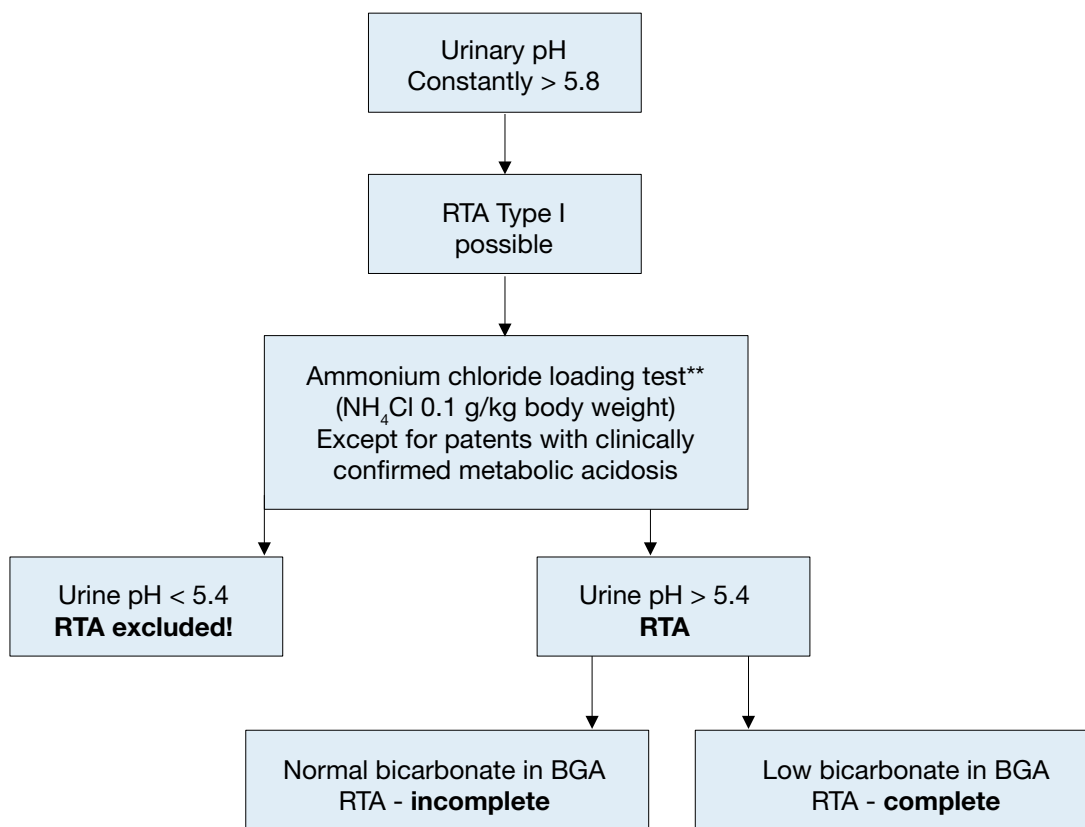 Urinary pH
Constantly > 5.8
RTA Type I
possible
Ammonium chloride loading test**
(NH₄Cl 0.1 g/kg body weight)
Except for patents with clinically
confirmed metabolic acidosis
Urine pH < 5.4
RTA excluded!
Urine pH > 5.4
RTA
Normal bicarbonate in BGA
RTA - incomplete
Low bicarbonate in BGA
RTA - complete